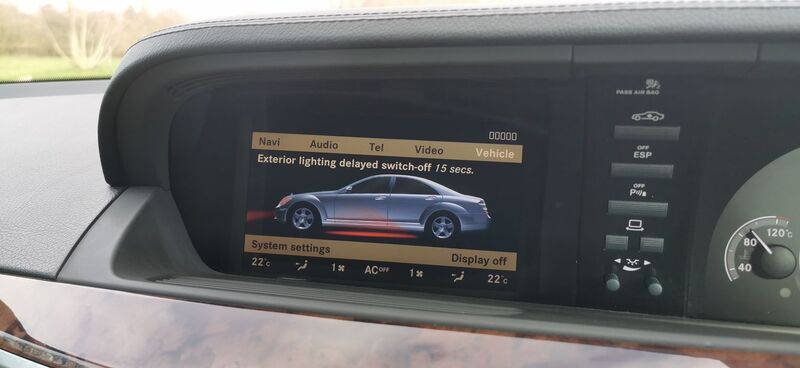 Navi Audio Tel Video Vehicle
Exterior lighting delayed switch-off 15 secs.
System settings
Display off
22°C 1 AC OFF 1 22°C
PASS AIR BAG
OFF
ESP
OFF
P
120°C
80
40